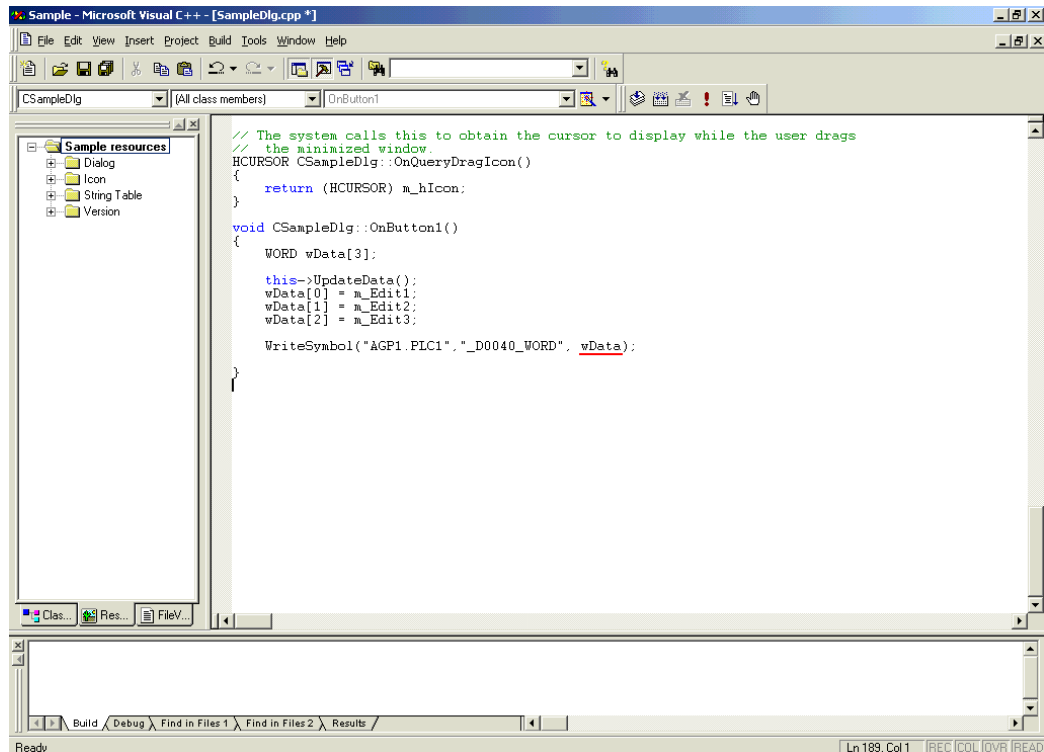 Sample - Microsoft Visual C++ - [SampleDlg.cpp *]
File Edit View Insert Project Build Tools Window Help
CSampleDlg (All class members) OnButton1
Sample resources
Dialog
Icon
String Table
Version
Clas... Res... FileV...
// The system calls this to obtain the cursor to display while the user drags
//  the minimized window.
HCURSOR CSampleDlg::OnQueryDragIcon()
{
    return (HCURSOR) m_hIcon;
}
void CSampleDlg::OnButton1()
{
    WORD wData[3];
    this->UpdateData();
    wData[0] = m_Edit1;
    wData[1] = m_Edit2;
    wData[2] = m_Edit3;
    WriteSymbol("AGP1.PLC1","_D0040_WORD", wData);
}
Build Debug Find in Files 1 Find in Files 2 Results
Ready Ln 189, Col 1 REC COL OVR READ